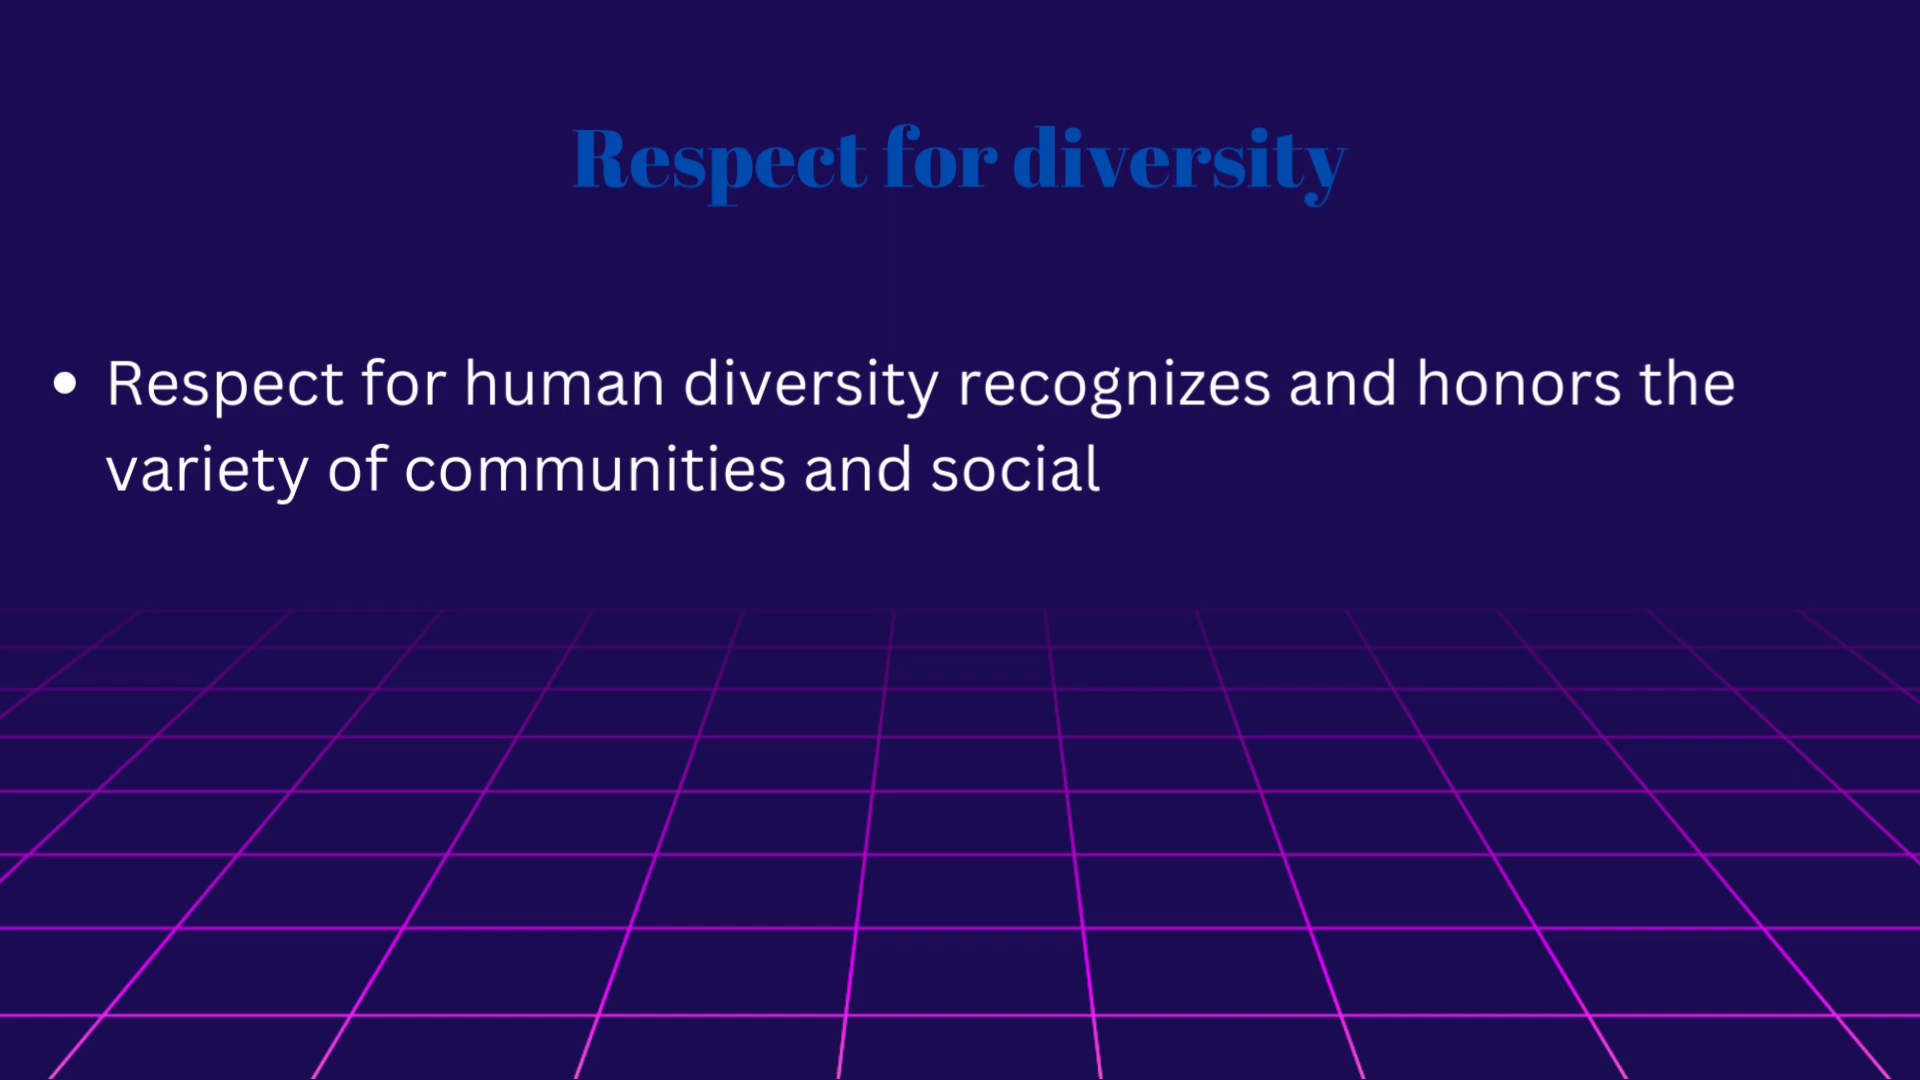 Respect for diversity
• Respect for human diversity recognizes and honors the
variety of communities and social